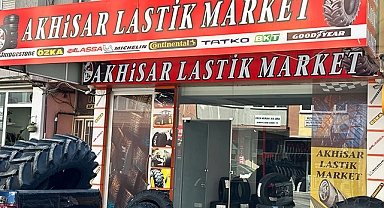 AKHİSAR LASTİK MARKET
BRIDGESTONE ÖZKA LASSA MICHELIN Continental TATKO BKT GOODYEAR
AKHİSAR LASTİK MARKET
AKHİSAR
LASTİK
MARKET